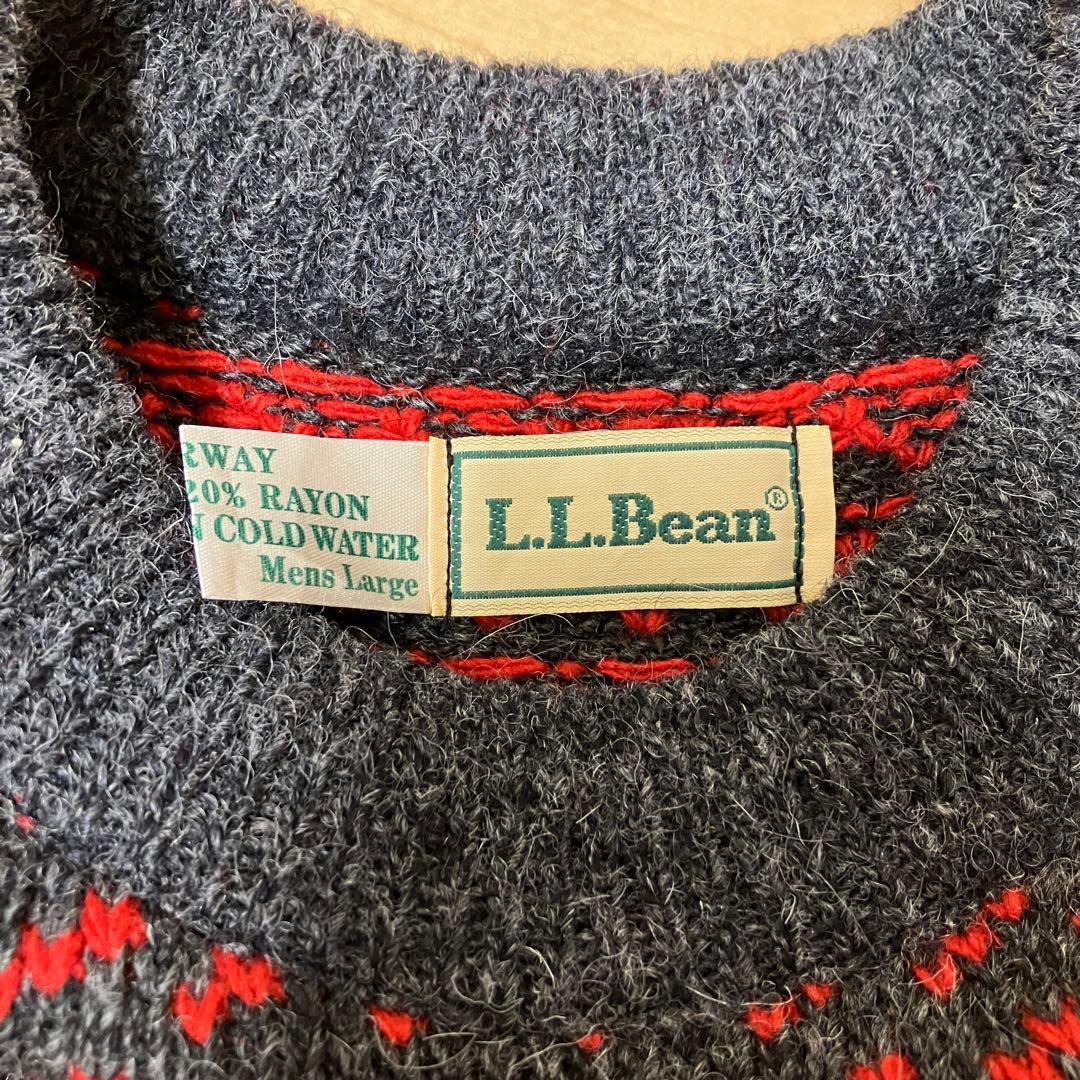 RWAY
20% RAYON
N COLD WATER
Mens Large
L.L.Bean®